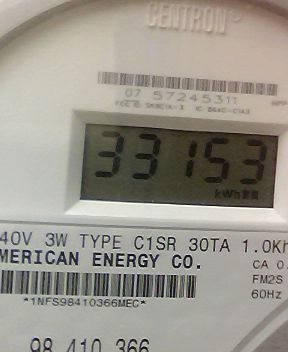 CENTRON
07 57245311
33153
kWh
40V 3W TYPE C1SR 30TA 1.0Kh
MERICAN ENERGY CO.
CA 0.
FM2S
*1NFS98410366MEC*
60Hz
98 410 366